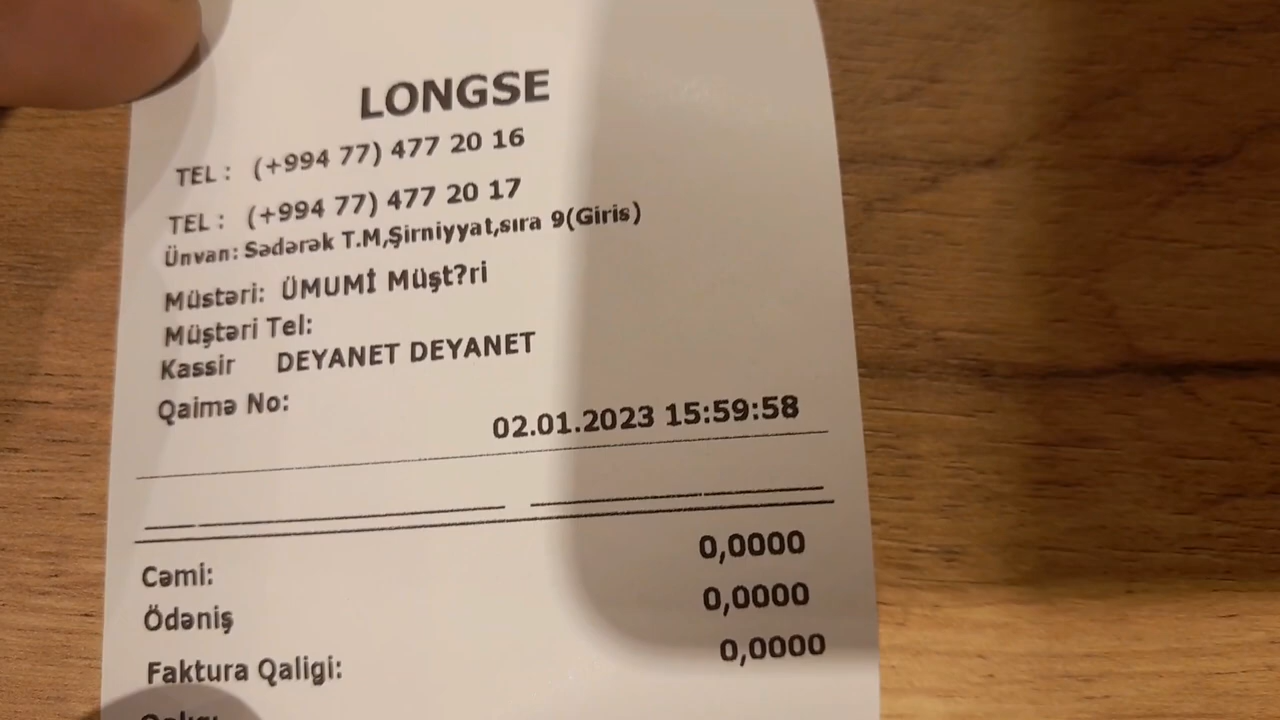 LONGSE
TEL : (+994 77) 477 20 16
TEL : (+994 77) 477 20 17
Ünvan: Sədərək T.M,Şirniyyat,sıra 9(Giris)
Müstəri: ÜMUMİ Müşt?ri
Müştəri Tel:
Kassir DEYANET DEYANET
Qaimə No:
02.01.2023 15:59:58
Cəmi: 0,0000
Ödəniş 0,0000
Faktura Qaligi: 0,0000